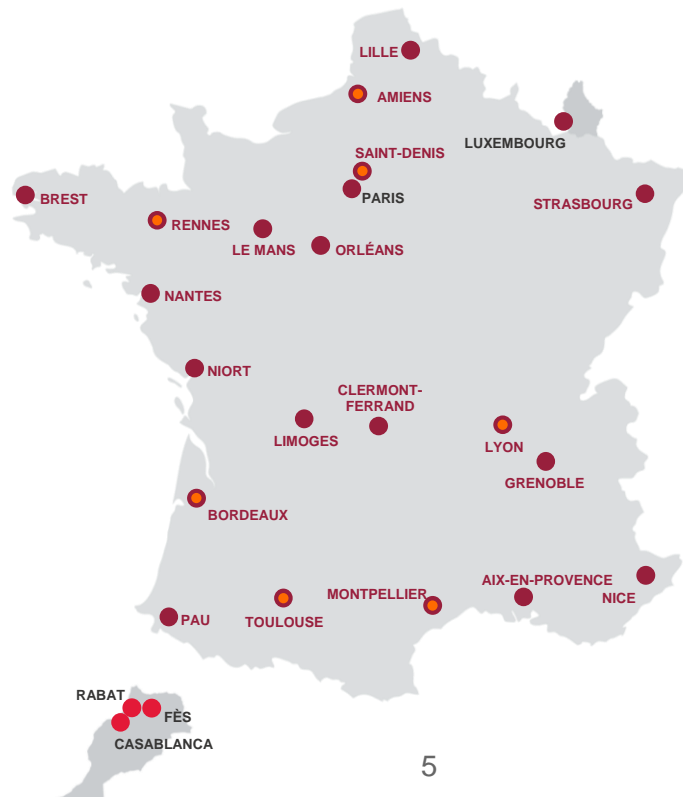 LILLE
AMIENS
LUXEMBOURG
SAINT-DENIS
PARIS
BREST
STRASBOURG
RENNES
LE MANS
ORLÉANS
NANTES
NIORT
CLERMONT-
FERRAND
LIMOGES
LYON
GRENOBLE
BORDEAUX
AIX-EN-PROVENCE
MONTPELLIER
NICE
PAU
TOULOUSE
RABAT
FÈS
CASABLANCA
5